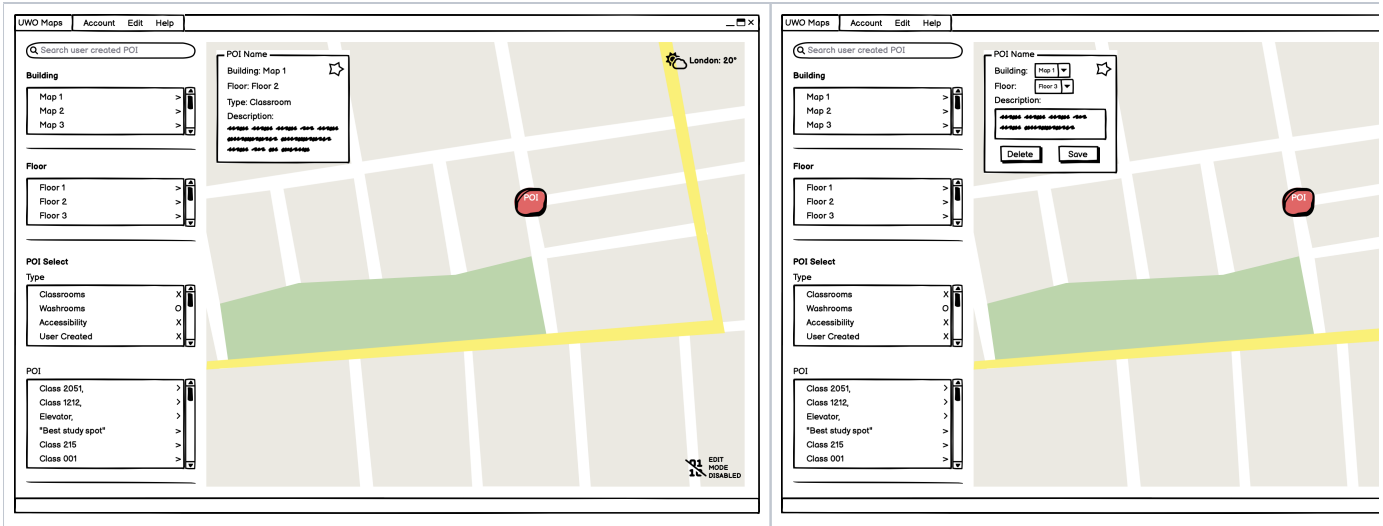 UWO Maps Account Edit Help
Search user created POI
Building
Map 1 >
Map 2 >
Map 3 >
Floor
Floor 1 >
Floor 2 >
Floor 3 >
POI Select
Type
Classrooms X
Washrooms O
Accessibility X
User Created X
POI
Class 2051, >
Class 1212, >
Elevator, >
"Best study spot" >
Class 215 >
Class 001 >
POI Name
Building: Map 1
Floor: Floor 2
Type: Classroom
Description:
London: 20°
POI
EDIT
MODE
DISABLED
UWO Maps Account Edit Help
Search user created POI
Building
Map 1 >
Map 2 >
Map 3 >
Floor
Floor 1 >
Floor 2 >
Floor 3 >
POI Select
Type
Classrooms X
Washrooms O
Accessibility X
User Created X
POI
Class 2051, >
Class 1212, >
Elevator, >
"Best study spot" >
Class 215 >
Class 001 >
POI Name
Building: Map 1
Floor: Floor 3
Description:
Delete Save
POI